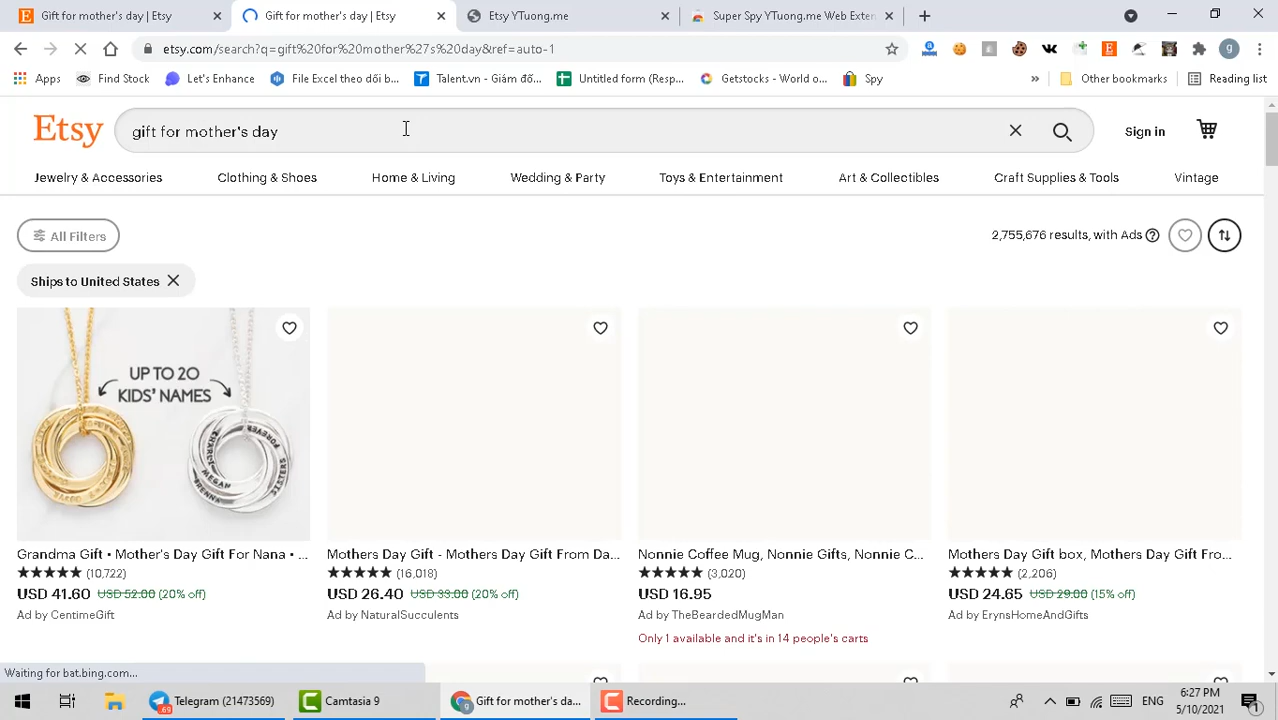 Gift for mother's day | Etsy
Gift for mother's day | Etsy
Etsy YTuong.me
Super Spy YTuong.me Web Exten
etsy.com/search?q=gift%20for%20mother%27s%20day&ref=auto-1
Apps
Find Stock
Let's Enhance
File Excel theo dõi b...
Taikit.vn - Giảm đố...
Untitled form (Resp...
Getstocks - World o...
Spy
Other bookmarks
Reading list
Etsy
gift for mother's day
Sign in
Jewelry & Accessories
Clothing & Shoes
Home & Living
Wedding & Party
Toys & Entertainment
Art & Collectibles
Craft Supplies & Tools
Vintage
All Filters
2,755,676 results, with Ads
Ships to United States
UP TO 20
KIDS' NAMES
Grandma Gift • Mother's Day Gift For Nana • ...
(10,722)
USD 41.60 USD 52.00 (20% off)
Ad by CentimeGift
Mothers Day Gift - Mothers Day Gift From Da...
(16,018)
USD 26.40 USD 33.00 (20% off)
Ad by NaturalSucculents
Nonnie Coffee Mug, Nonnie Gifts, Nonnie C...
(3,020)
USD 16.95
Ad by TheBeardedMugMan
Only 1 available and it's in 14 people's carts
Mothers Day Gift box, Mothers Day Gift Fro...
(2,206)
USD 24.65 USD 29.00 (15% off)
Ad by ErynsHomeAndGifts
Waiting for bat.bing.com...
Telegram (21473569)
Camtasia 9
Gift for mother's da...
Recording...
ENG
6:27 PM
5/10/2021